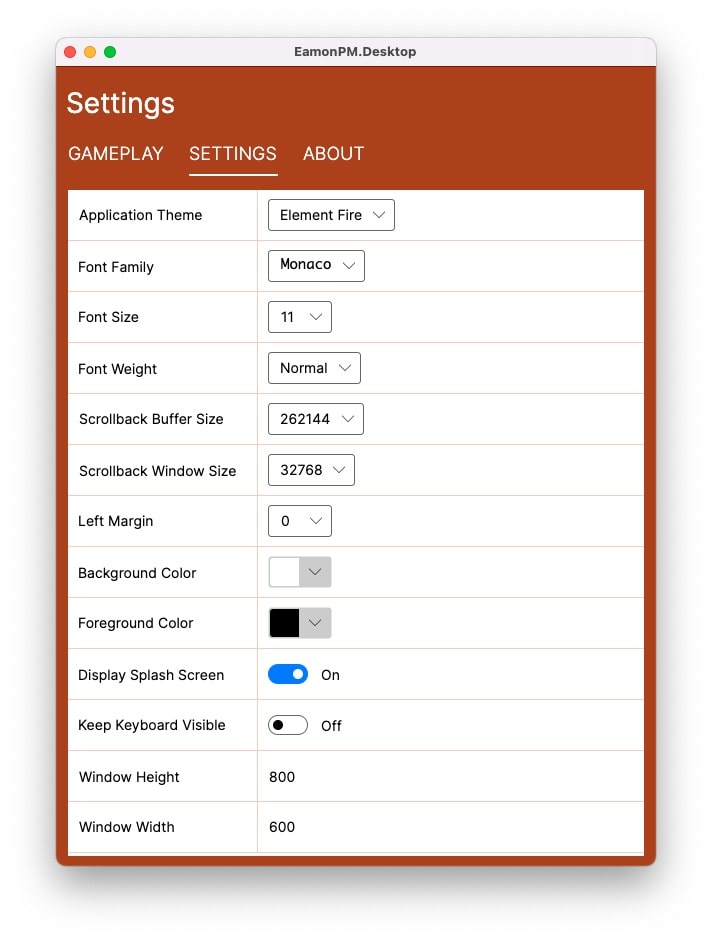 EamonPM.Desktop
Settings
GAMEPLAY SETTINGS ABOUT
Application Theme Element Fire
Font Family Monaco
Font Size 11
Font Weight Normal
Scrollback Buffer Size 262144
Scrollback Window Size 32768
Left Margin 0
Background Color
Foreground Color
Display Splash Screen On
Keep Keyboard Visible Off
Window Height 800
Window Width 600